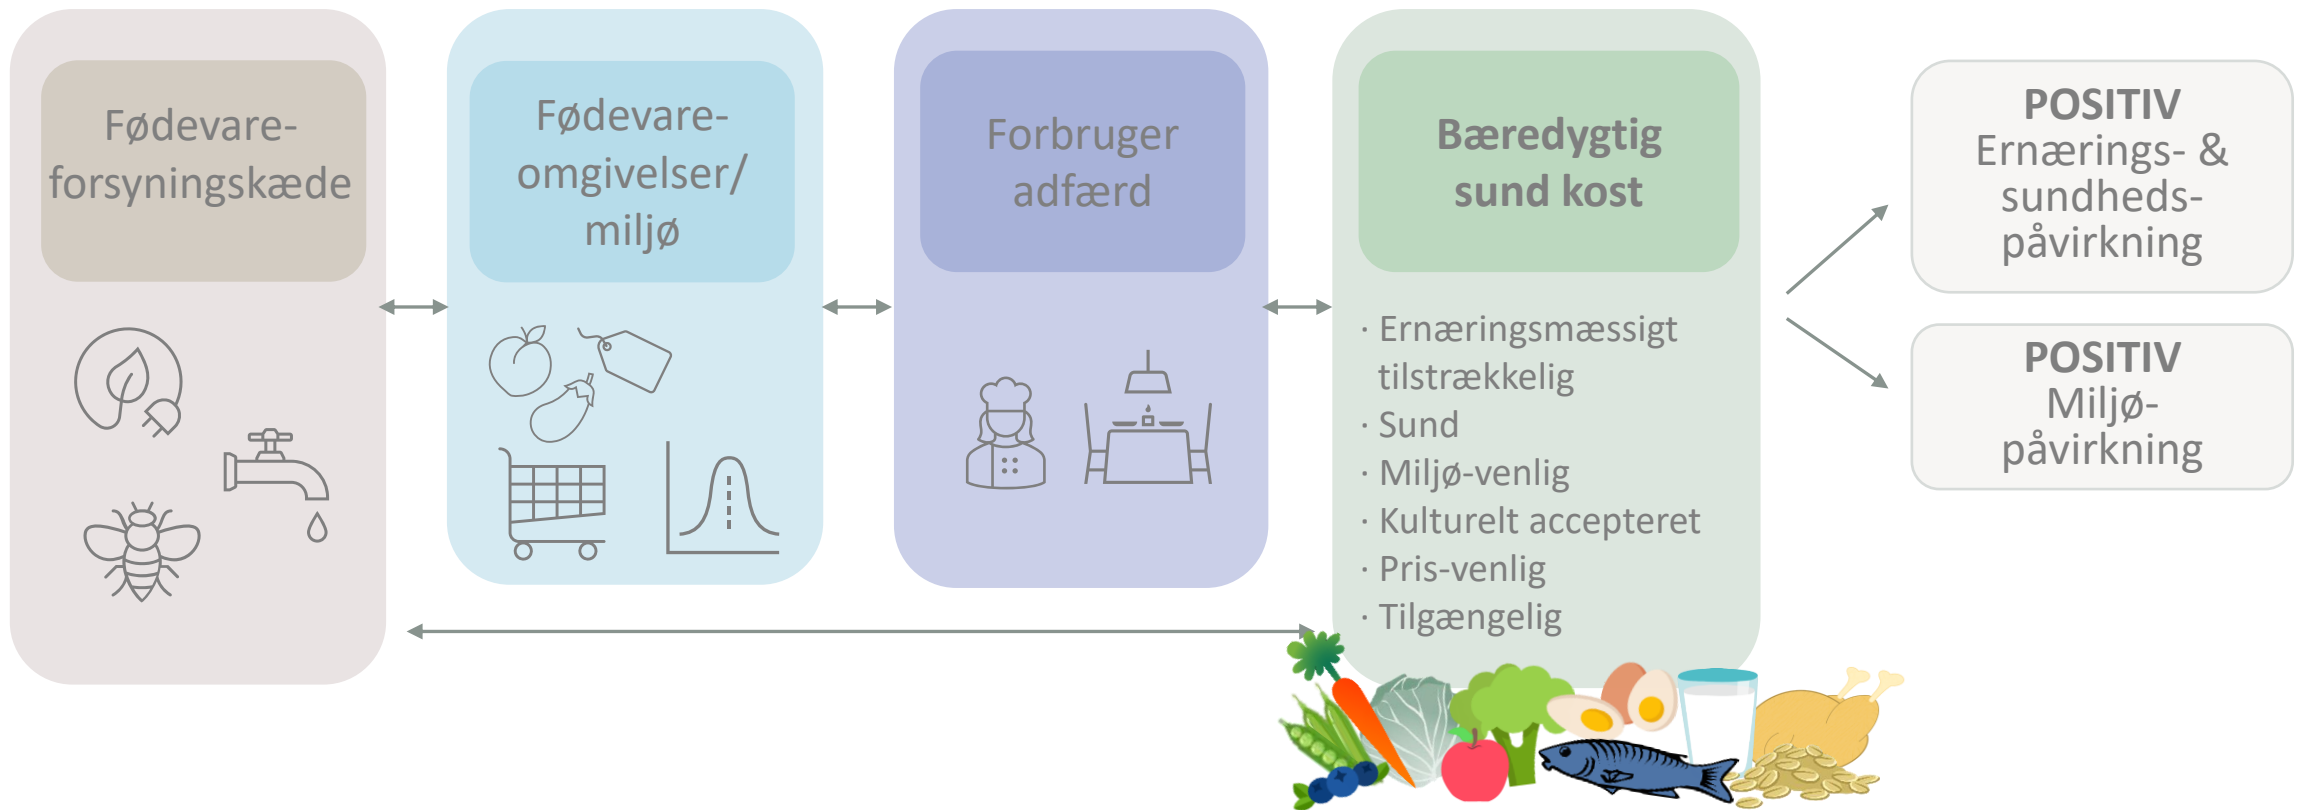 Fødevare-
forsyningskæde
Fødevare-
omgivelser/
miljø
Forbruger
adfærd
Bæredygtig
sund kost
· Ernæringsmæssigt
tilstrækkelig
· Sund
· Miljø-venlig
· Kulturelt accepteret
· Pris-venlig
· Tilgængelig
POSITIV
Ernærings- &
sundheds-
påvirkning
POSITIV
Miljø-
påvirkning